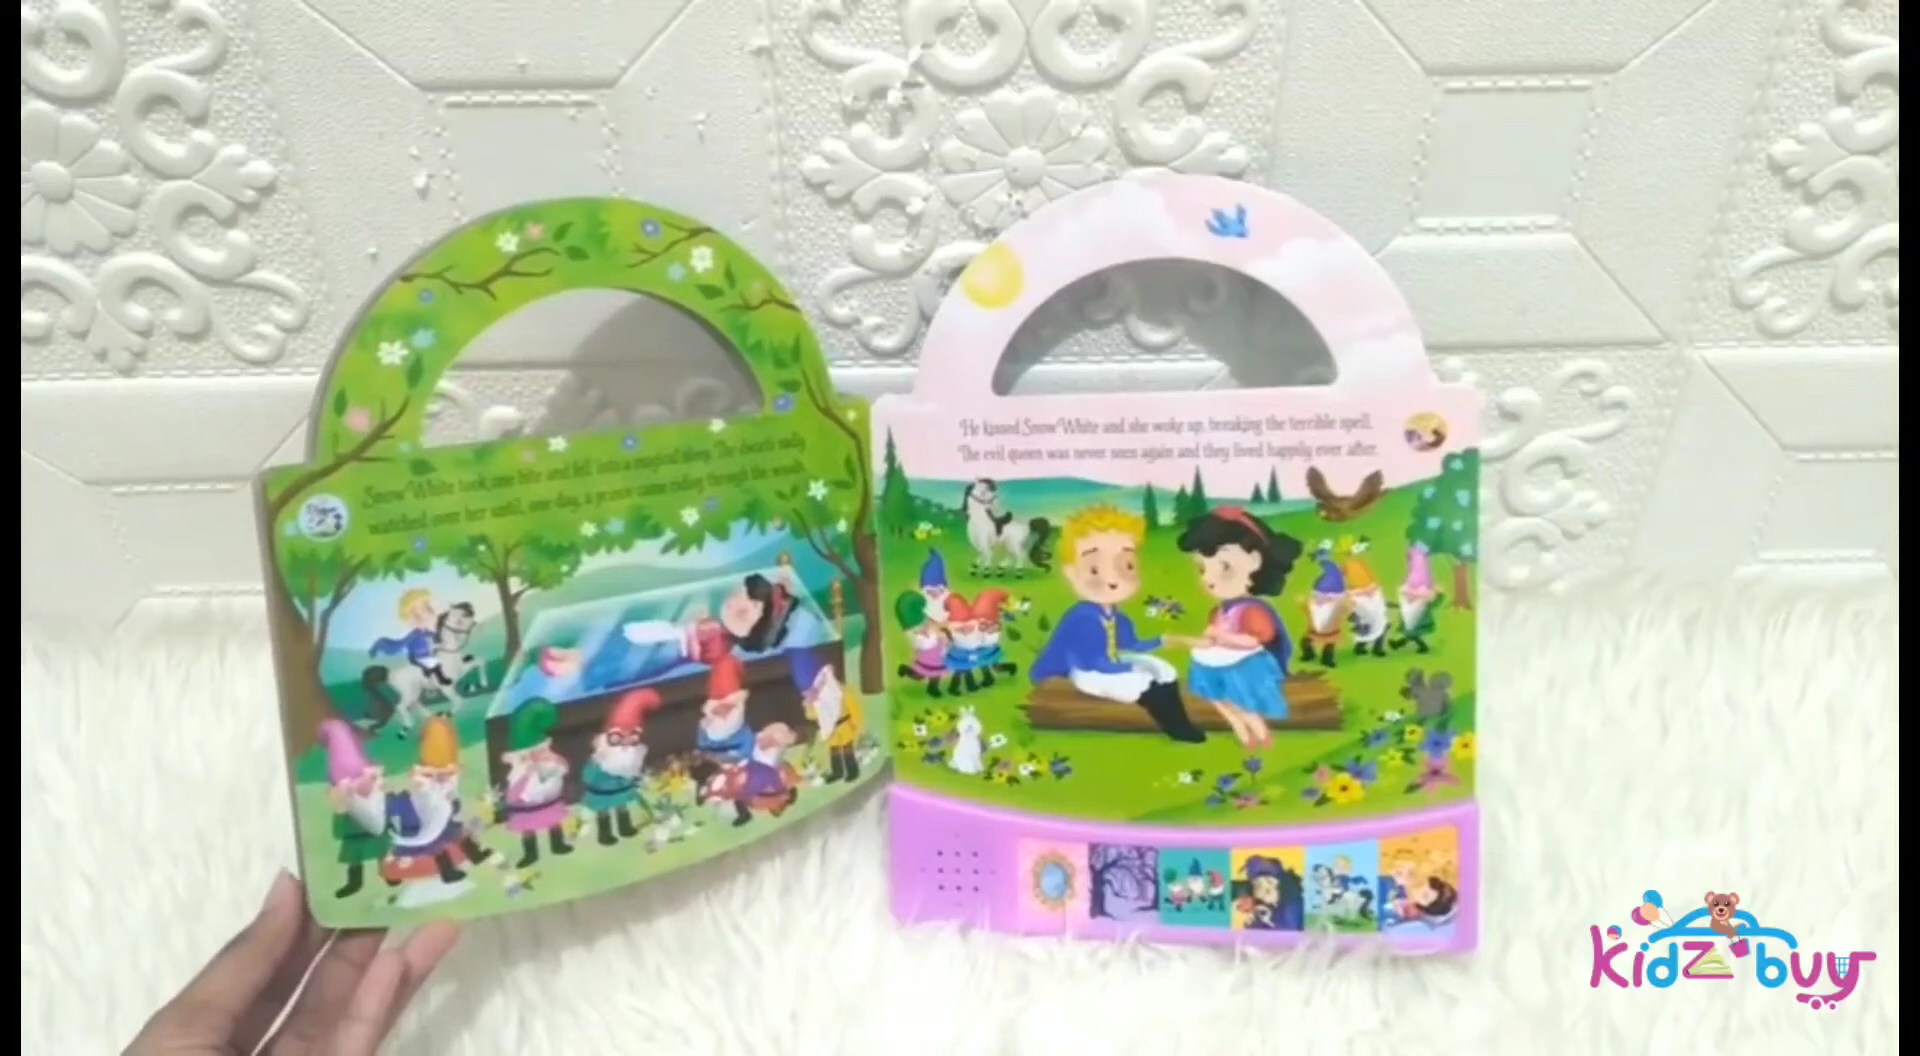 Snow White took one bite and fell into a magical sleep. The dwarfs sadly
watched over her until, one day, a prince came riding through the woods.
He kissed Snow White and she woke up, breaking the terrible spell.
The evil queen was never seen again and they lived happily ever after.
kidz buy